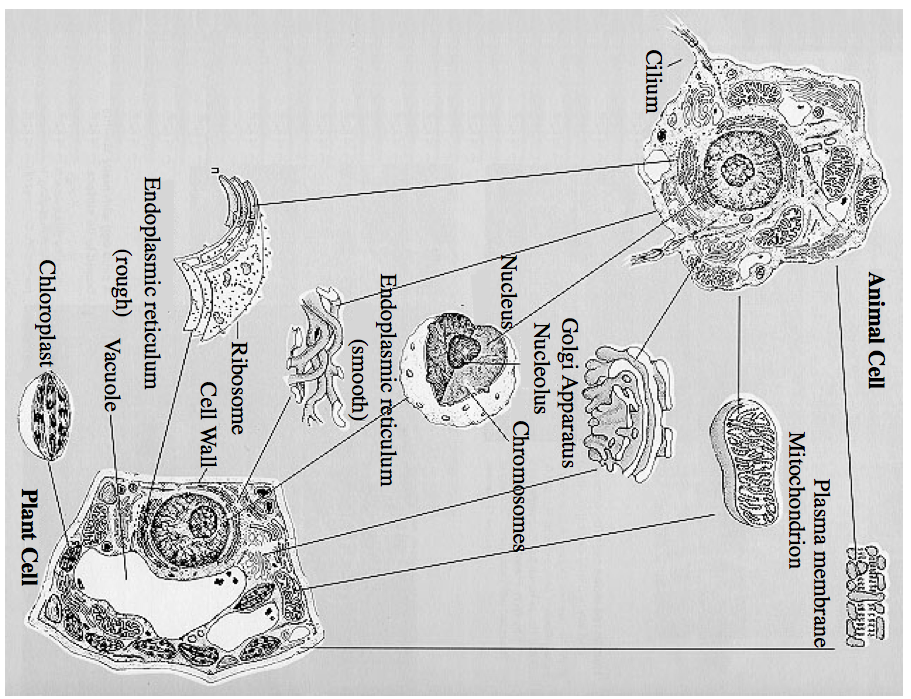 Animal Cell
Plasma membrane
Mitochondrion
Cilium
Golgi Apparatus
Nucleolus
Chromosomes
Nucleus
Endoplasmic reticulum
(smooth)
Ribosome
Cell Wall
Endoplasmic reticulum
(rough)
Vacuole
Chloroplast
Plant Cell